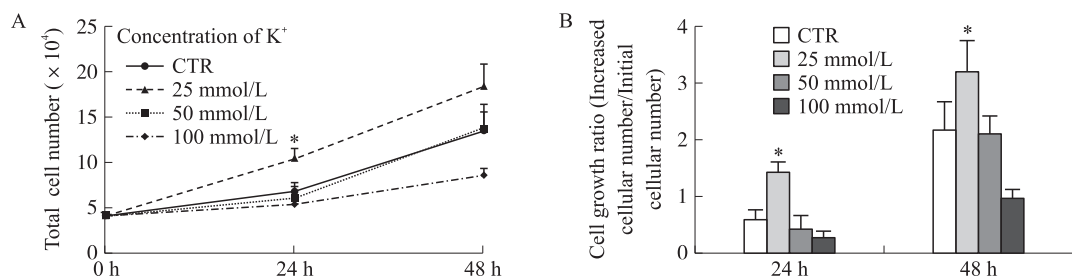 A
Total cell number ( × 10⁴)
25
20
15
10
5
0
Concentration of K⁺
CTR
25 mmol/L
50 mmol/L
100 mmol/L
*
0 h
24 h
48 h
B
Cell growth ratio (Increased
cellular number/Initial
cellular number)
4
3
2
1
0
CTR
25 mmol/L
50 mmol/L
100 mmol/L
*
*
24 h
48 h